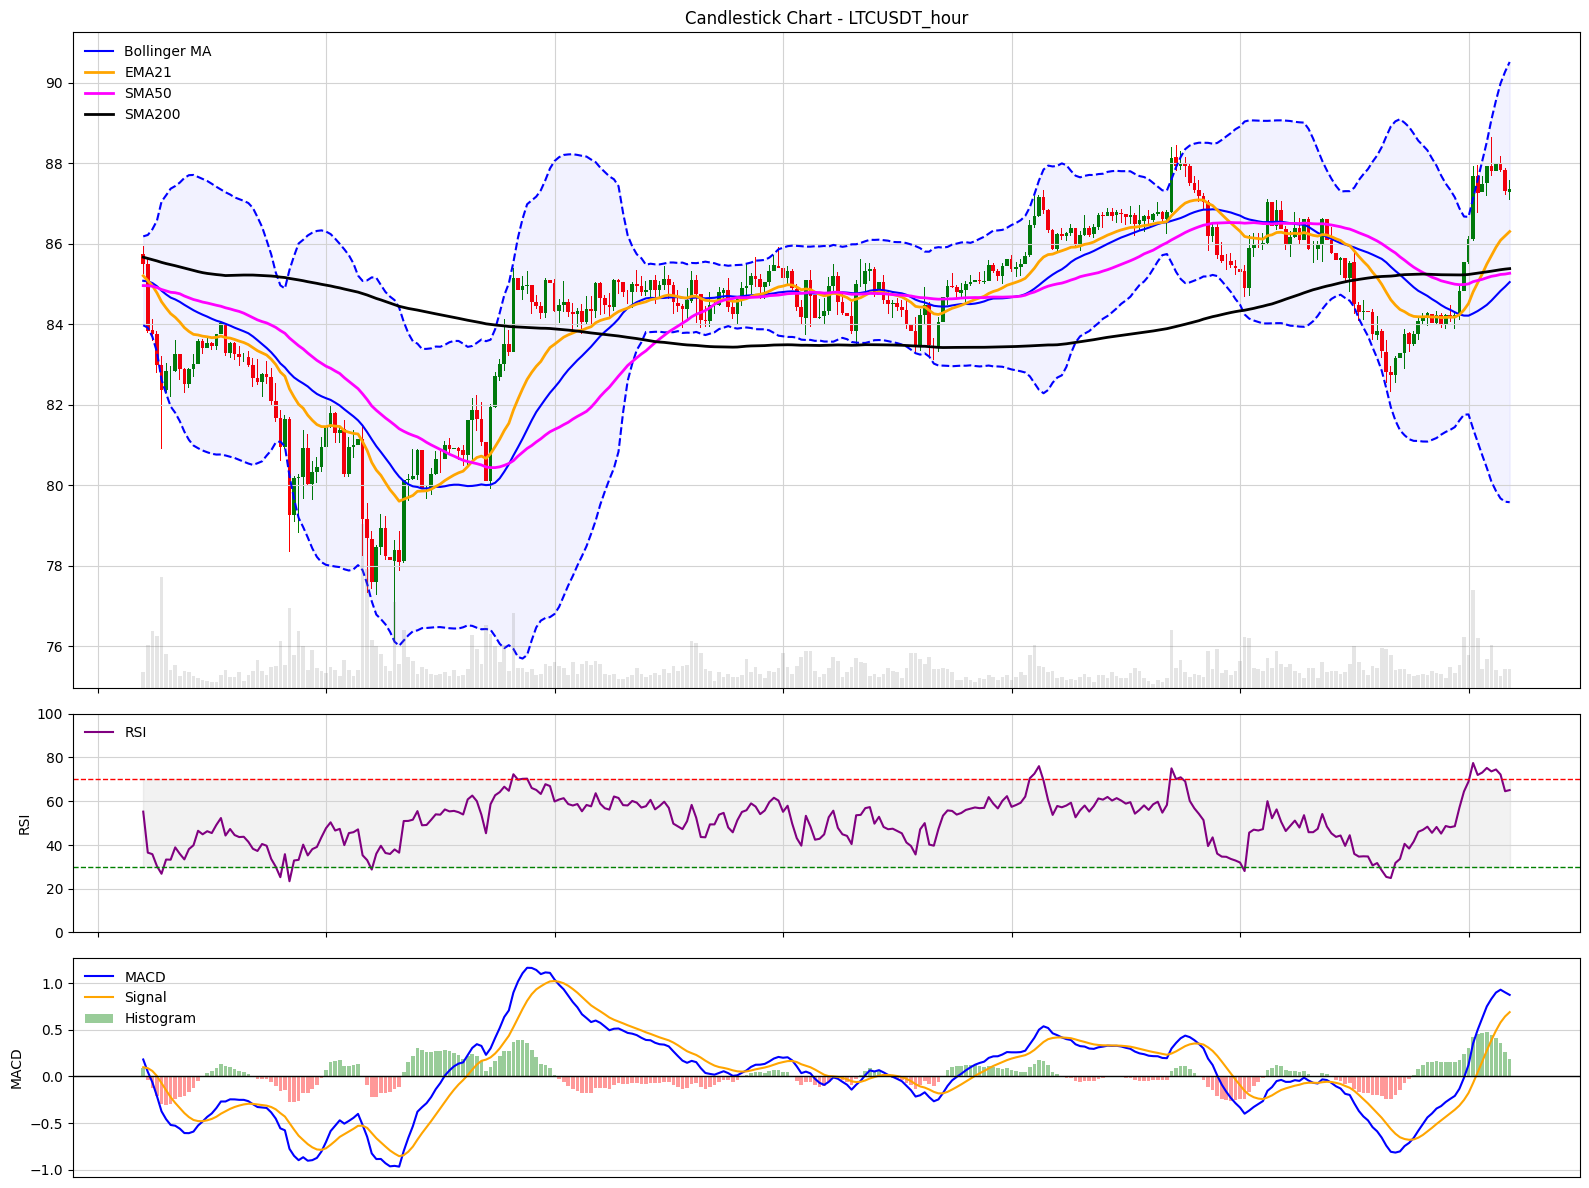 Candlestick Chart - LTCUSDT_hour
Bollinger MA
EMA21
SMA50
SMA200
90
88
86
84
82
80
78
76
RSI
100
80
60
40
20
0
RSI
MACD
Signal
Histogram
1.0
0.5
0.0
−0.5
−1.0
MACD